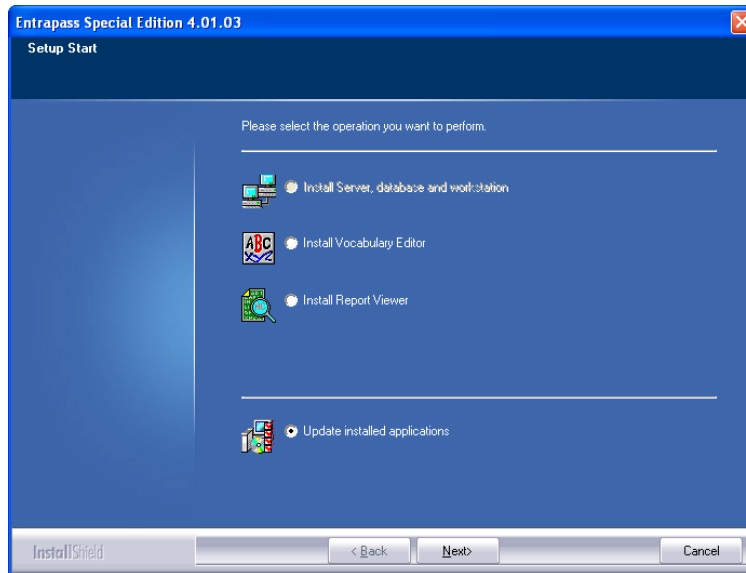 Entrapass Special Edition 4.01.03
Setup Start
Please select the operation you want to perform.
Install Server, database and workstation
ABC
Install Vocabulary Editor
Install Report Viewer
Update installed applications
InstallShield
< Back
Next>
Cancel